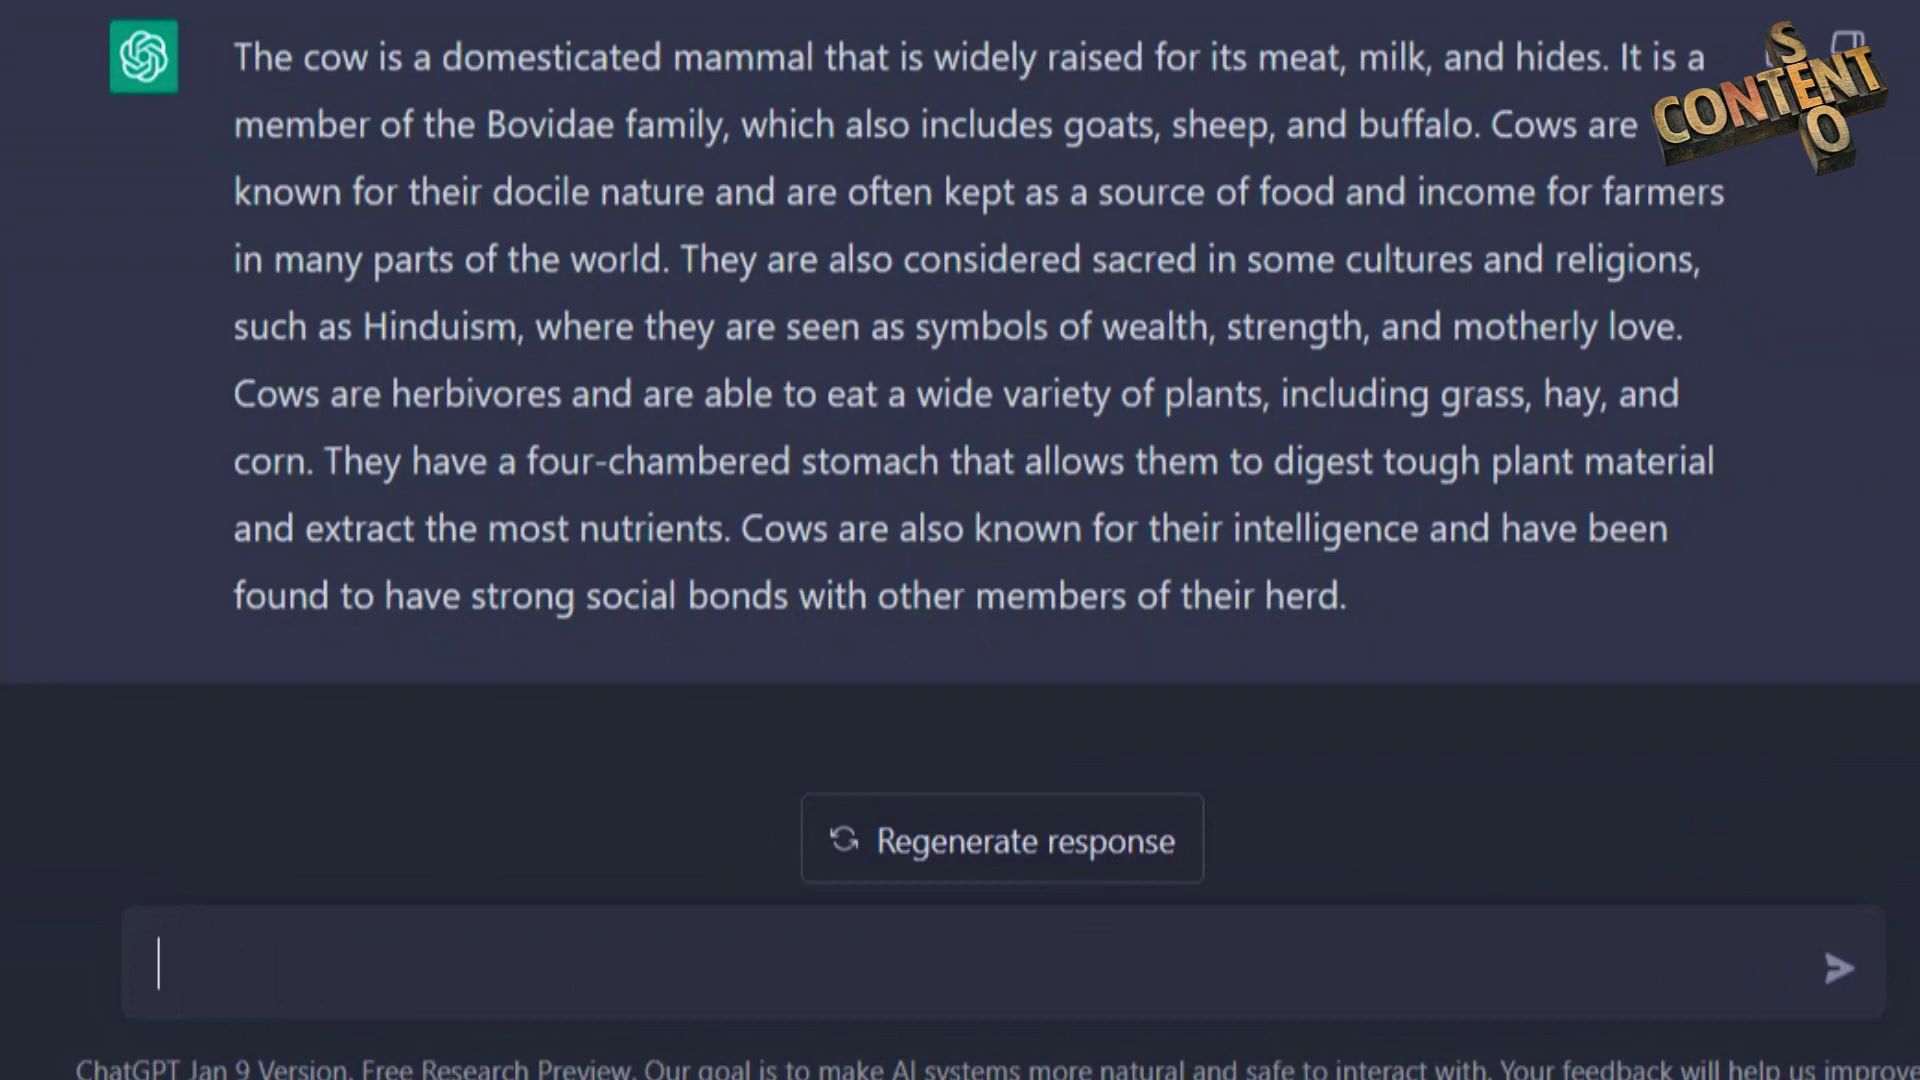 The cow is a domesticated mammal that is widely raised for its meat, milk, and hides. It is a
member of the Bovidae family, which also includes goats, sheep, and buffalo. Cows are
known for their docile nature and are often kept as a source of food and income for farmers
in many parts of the world. They are also considered sacred in some cultures and religions,
such as Hinduism, where they are seen as symbols of wealth, strength, and motherly love.
Cows are herbivores and are able to eat a wide variety of plants, including grass, hay, and
corn. They have a four-chambered stomach that allows them to digest tough plant material
and extract the most nutrients. Cows are also known for their intelligence and have been
found to have strong social bonds with other members of their herd.
CONTENT
SEO
Regenerate response
ChatGPT Jan 9 Version. Free Research Preview. Our goal is to make AI systems more natural and safe to interact with. Your feedback will help us improve